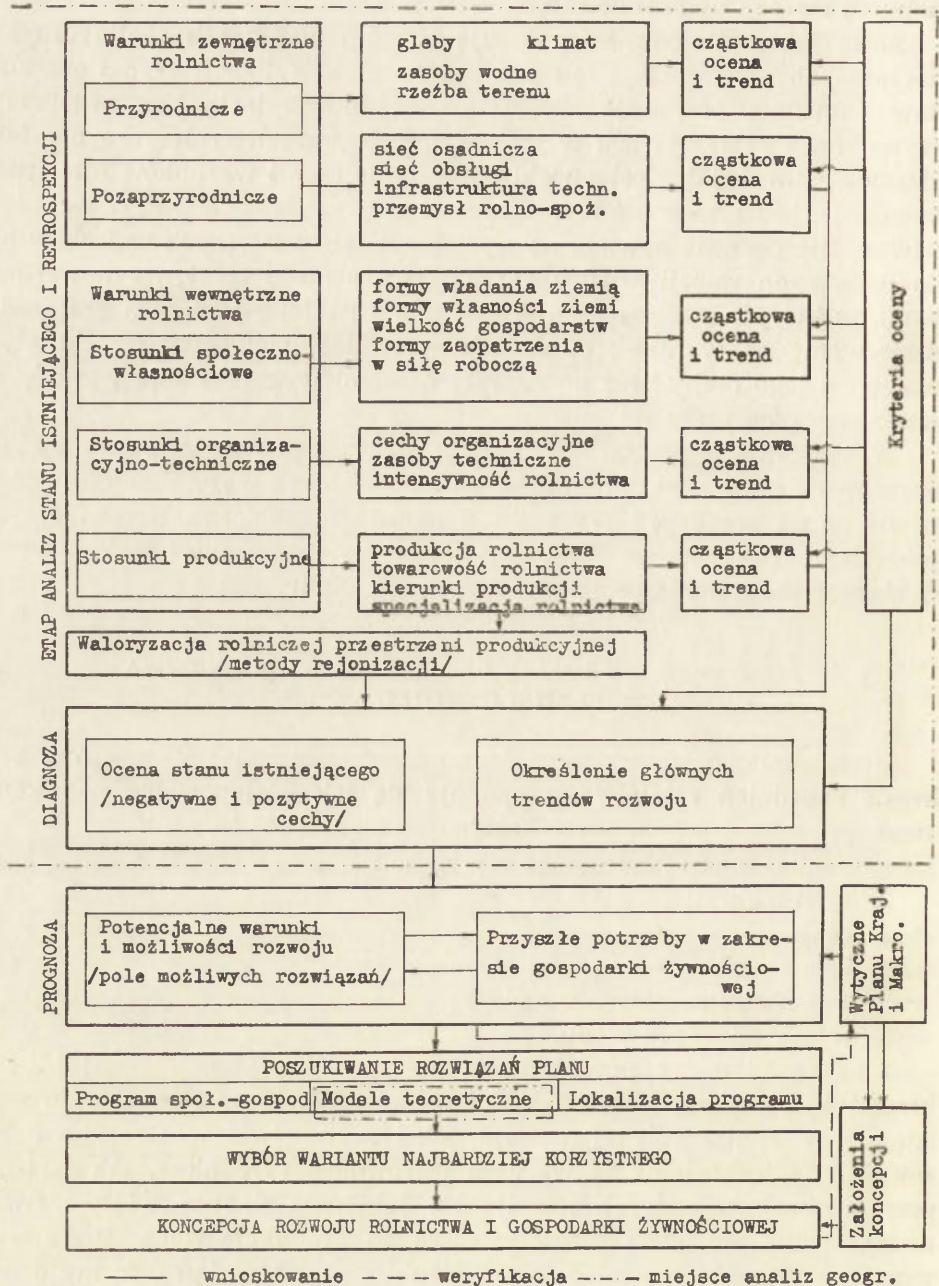 ETAP ANALIZ STANU ISTNIEJĄCEGO I RETROSPEKCJI
Warunki zewnętrzne
rolnictwa
Przyrodnicze
Pozaprzyrodnicze
gleby klimat
zasoby wodne
rzeźba terenu
cząstkowa
ocena
i trend
sieć osadnicza
sieć obsługi
infrastruktura techn.
przemysł rolno-spoż.
cząstkowa
ocena
i trend
Warunki wewnętrzne
rolnictwa
Stosunki społeczno-
własnościowe
formy władania ziemią
formy własności ziemi
wielkość gospodarstw
formy zaopatrzenia
w siłę roboczą
cząstkowa
ocena
i trend
Stosunki organiza-
cyjno-techniczne
cechy organizacyjne
zasoby techniczne
intensywność rolnictwa
cząstkowa
ocena
i trend
Stosunki produkcyjne
produkcja rolnictwa
towarowość rolnictwa
kierunki produkcji
specjalizacja rolnictwa
cząstkowa
ocena
i trend
Kryteria oceny
Waloryzacja rolniczej przestrzeni produkcyjnej
/metody rejonizacji/
DIAGNOZA
Ocena stanu istniejącego
/negatywne i pozytywne
cechy/
Określenie głównych
trendów rozwoju
PROGNOZA
Potencjalne warunki
i możliwości rozwoju
/pole możliwych rozwiązań/
Przyszłe potrzeby w zakre-
sie gospodarki żywnościo-
wej
Wytyczne
Planu Kraj.
i Makro.
POSZUKIWANIE ROZWIĄZAŃ PLANU
Program społ.-gospod
Modele teoretyczne
Lokalizacja programu
WYBÓR WARIANTU NAJBARDZIEJ KORZYSTNEGO
KONCEPCJA ROZWOJU ROLNICTWA I GOSPODARKI ŻYWNOŚCIOWEJ
Założenia
koncepcji
wnioskowanie weryfikacja miejsce analiz geogr.